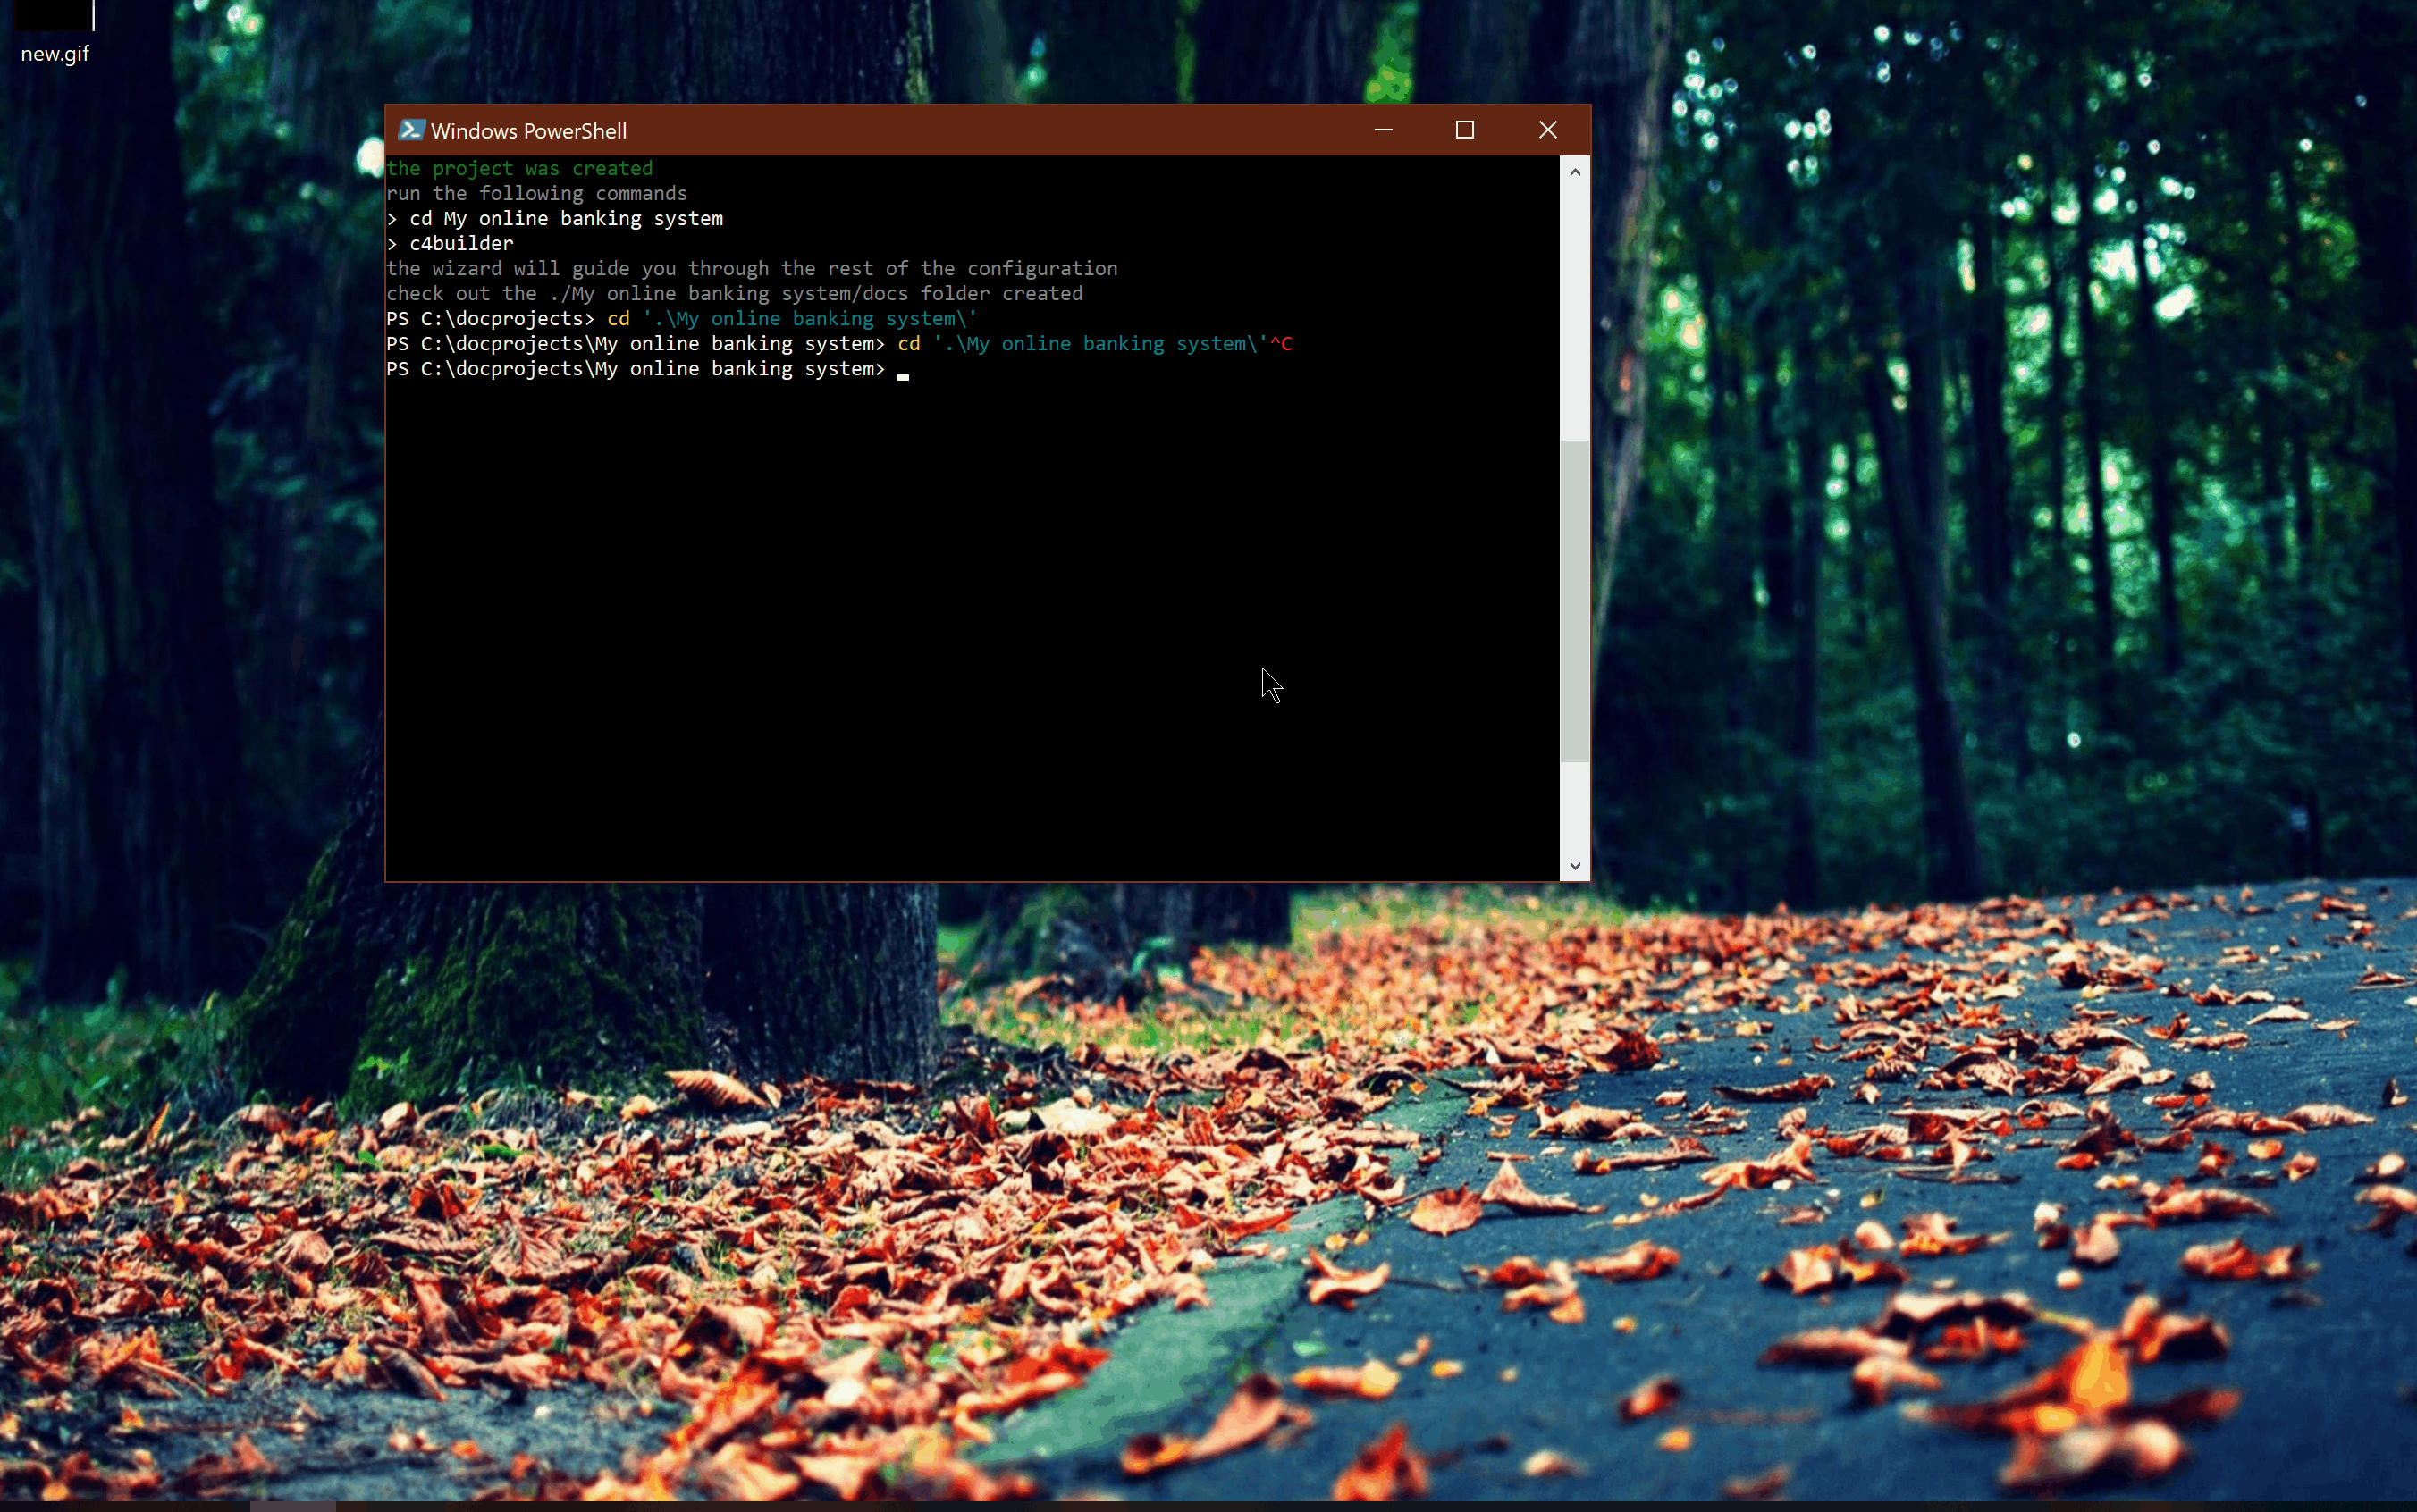 new.gif
Windows PowerShell
the project was created
run the following commands
> cd My online banking system
> c4builder
the wizard will guide you through the rest of the configuration
check out the ./My online banking system/docs folder created
PS C:\docprojects> cd '.\My online banking system\'
PS C:\docprojects\My online banking system> cd '.\My online banking system\'^C
PS C:\docprojects\My online banking system>